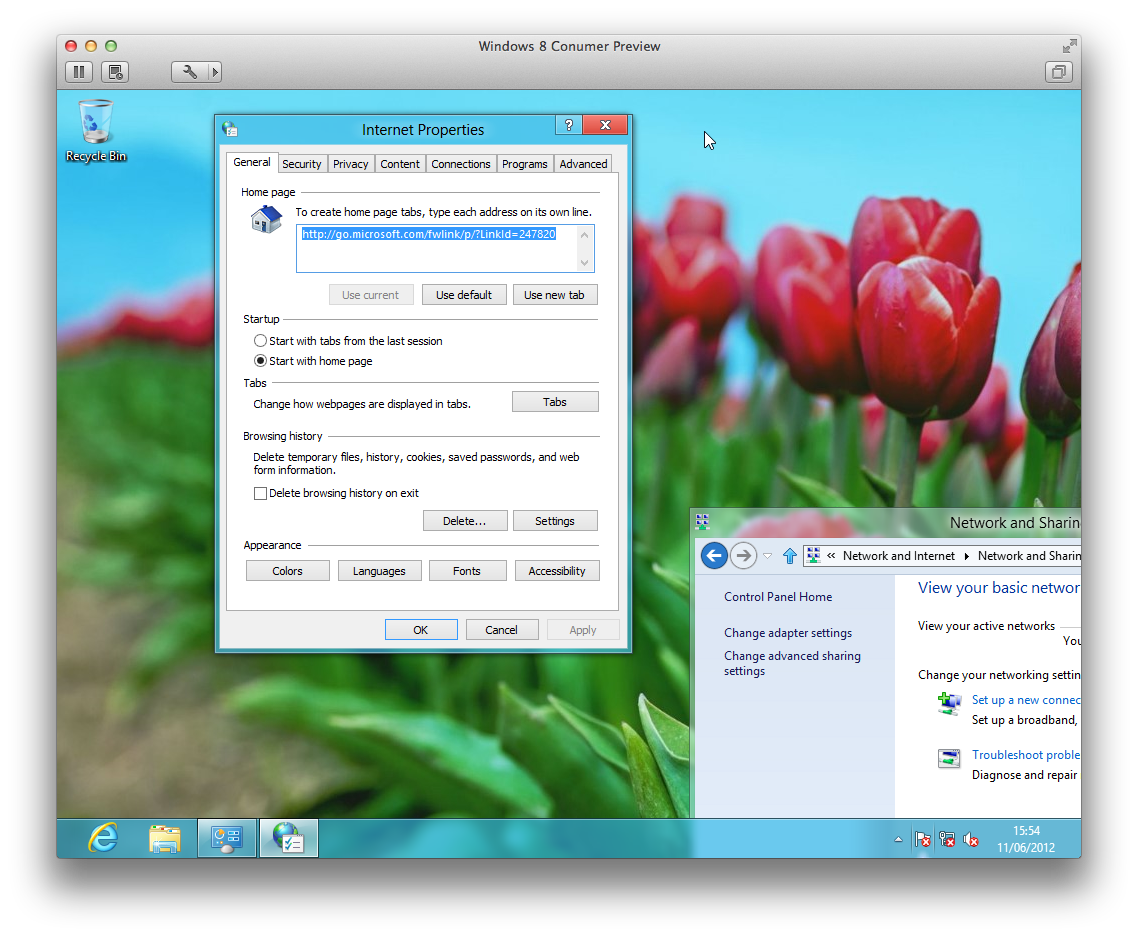 Windows 8 Conumer Preview
Recycle Bin
Internet Properties
?
General Security Privacy Content Connections Programs Advanced
Home page
To create home page tabs, type each address on its own line.
http://go.microsoft.com/fwlink/p/?LinkId=247820
Use current Use default Use new tab
Startup
Start with tabs from the last session
Start with home page
Tabs
Change how webpages are displayed in tabs.
Tabs
Browsing history
Delete temporary files, history, cookies, saved passwords, and web
form information.
Delete browsing history on exit
Delete... Settings
Appearance
Colors Languages Fonts Accessibility
OK Cancel Apply
Network and Sharin
« Network and Internet Network and Sharin
Control Panel Home
Change adapter settings
Change advanced sharing
settings
View your basic networ
View your active networks
You
Change your networking settin
Set up a new connec
Set up a broadband,
Troubleshoot proble
Diagnose and repair
15:54
11/06/2012